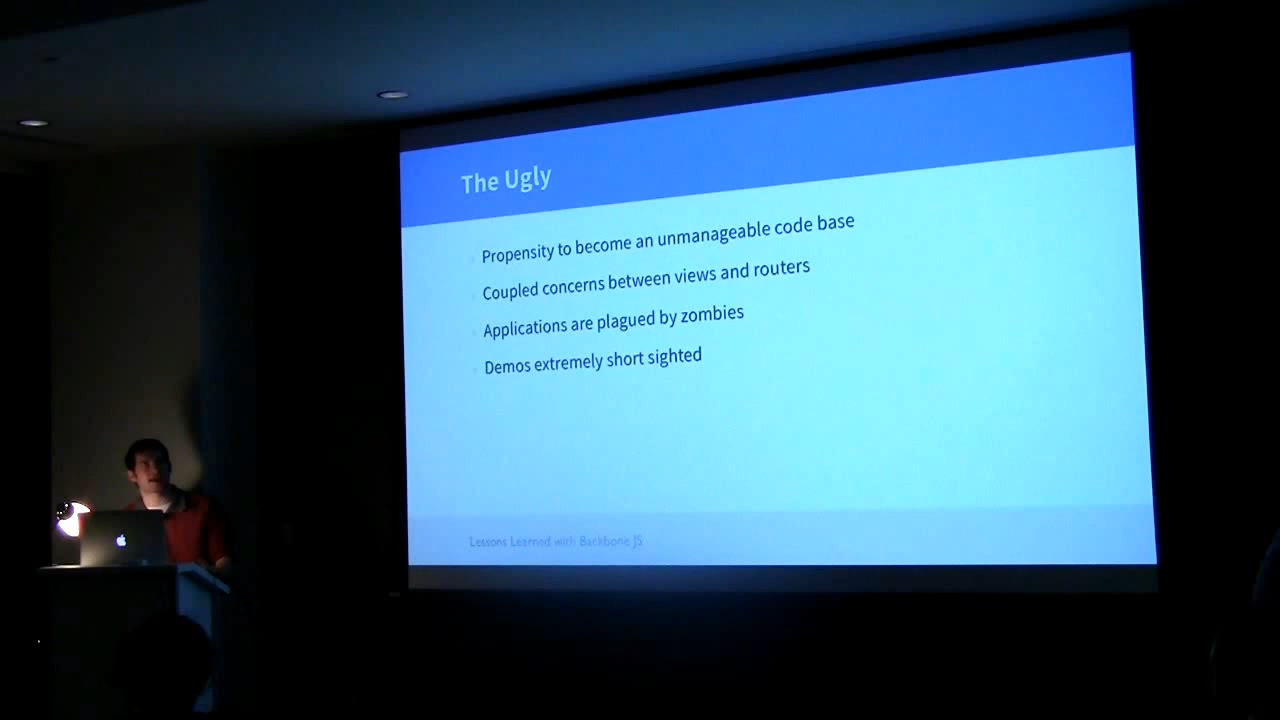 The Ugly
Propensity to become an unmanageable code base
Coupled concerns between views and routers
Applications are plagued by zombies
Demos extremely short sighted
Lessons Learned with Backbone JS